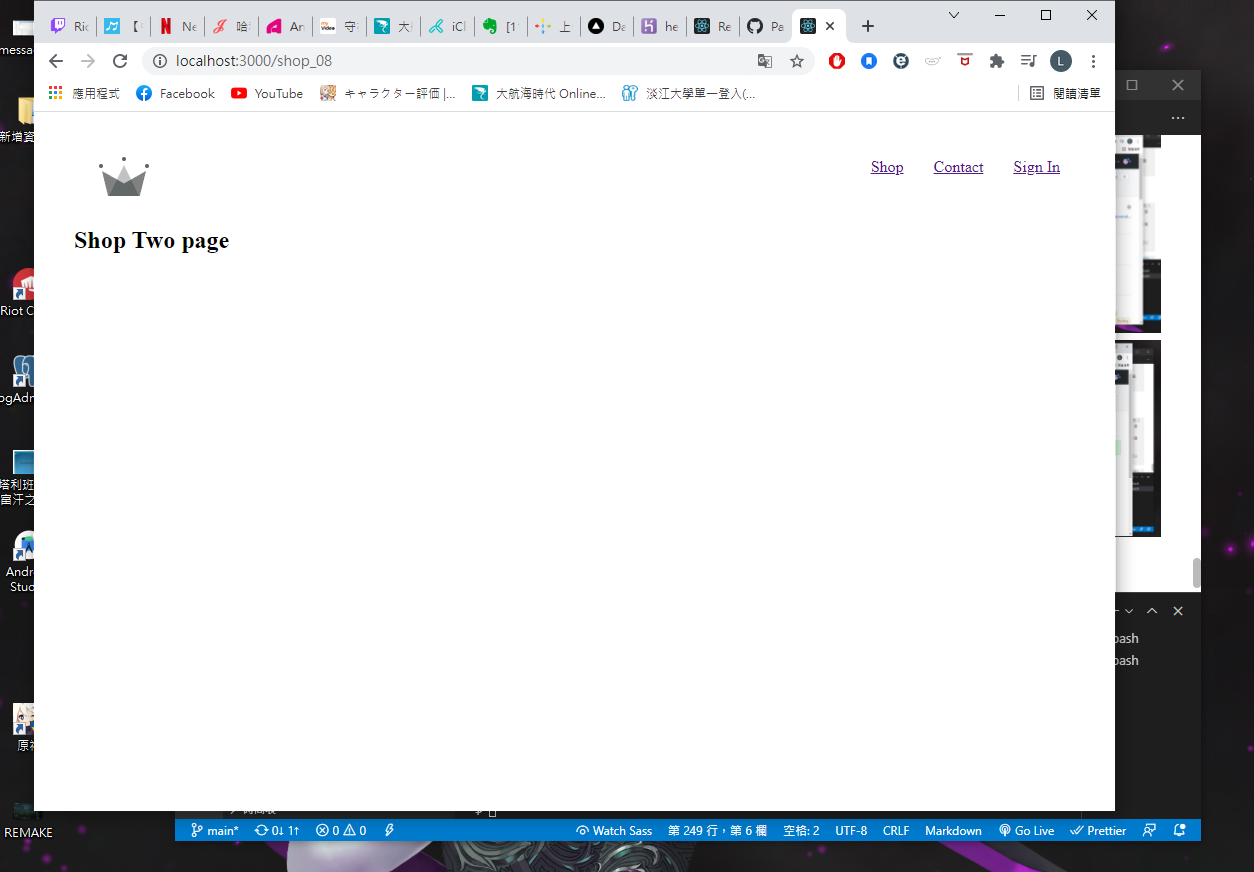 Ric
Ne
哈
An
守
大
iCl
[1
上
Da
he
Re
Pa
localhost:3000/shop_08
L
應用程式
Facebook
YouTube
キャラクター評価 |...
大航海時代 Online...
淡江大學單一登入(...
閱讀清單
Shop
Contact
Sign In
Shop Two page
messa
新增資
Riot C
ogAdm
塔利班
富汗之
Andr
Stud
原神
REMAKE
bash
bash
main*
0↓ 1↑
0
0
Watch Sass
第 249 行，第 6 欄
空格: 2
UTF-8
CRLF
Markdown
Go Live
Prettier